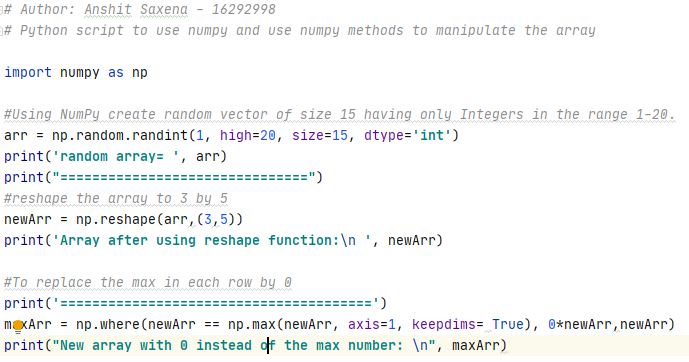 # Author: Anshit Saxena - 16292998
# Python script to use numpy and use numpy methods to manipulate the array
import numpy as np
#Using NumPy create random vector of size 15 having only Integers in the range 1-20.
arr = np.random.randint(1, high=20, size=15, dtype='int')
print('random array= ', arr)
print("===============================")
#reshape the array to 3 by 5
newArr = np.reshape(arr,(3,5))
print('Array after using reshape function:\n ', newArr)
#To replace the max in each row by 0
print('=======================================')
maxArr = np.where(newArr == np.max(newArr, axis=1, keepdims= True), 0*newArr,newArr)
print("New array with 0 instead of the max number: \n", maxArr)